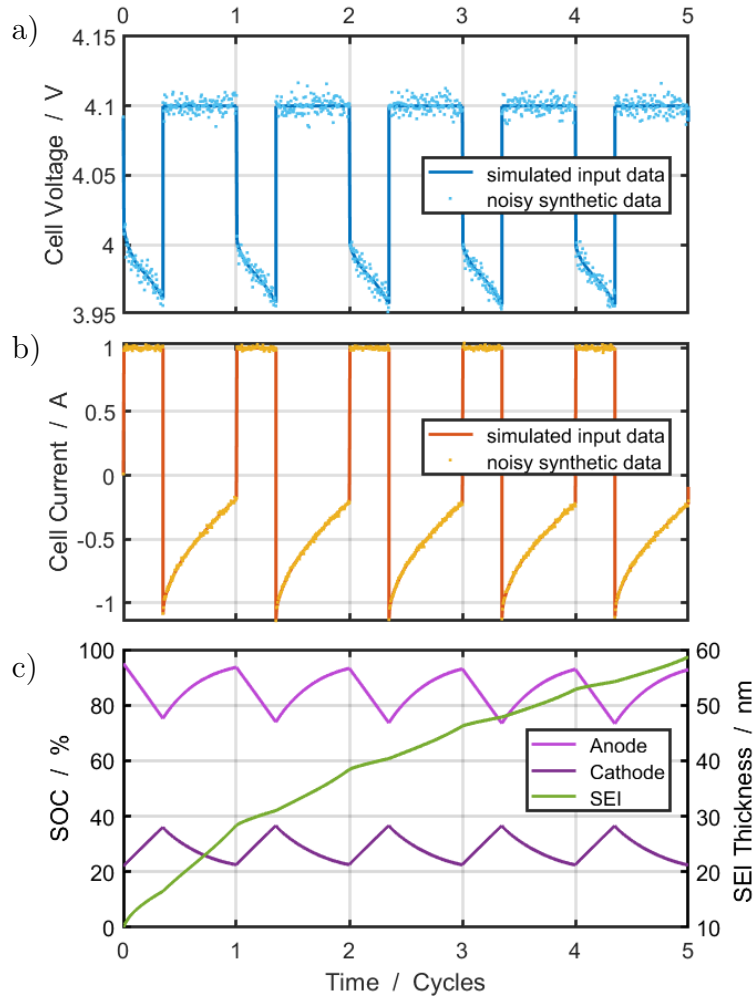 a)
0 1 2 3 4 5
4.15
4.1
4.05
4
3.95
Cell Voltage / V
simulated input data
noisy synthetic data
b)
1
0.5
0
-0.5
-1
Cell Current / A
simulated input data
noisy synthetic data
c)
100
80
60
40
20
0
SOC / %
60
50
40
30
20
10
SEI Thickness / nm
Anode
Cathode
SEI
0 1 2 3 4 5
Time / Cycles